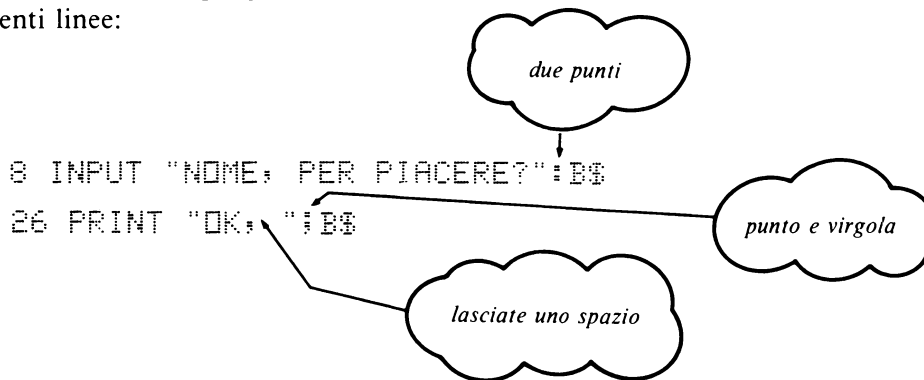 enti linee:
due punti
8 INPUT "NOME, PER PIACERE?":B$
26 PRINT "OK, ";B$
punto e virgola
lasciate uno spazio